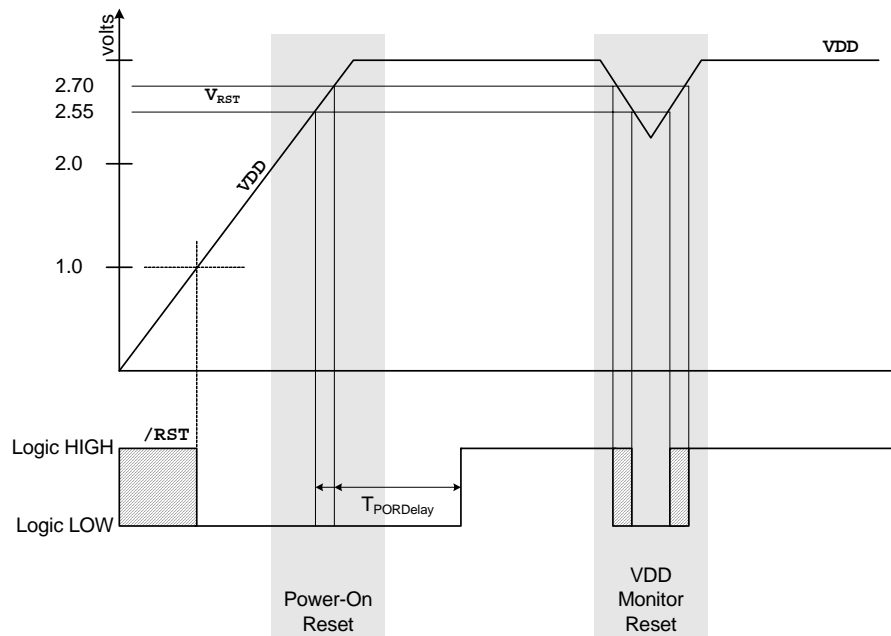 volts
VDD
2.70
VRST
2.55
VDD
2.0
1.0
/RST
Logic HIGH
TPORDelay
Logic LOW
Power-On
Reset
VDD
Monitor
Reset